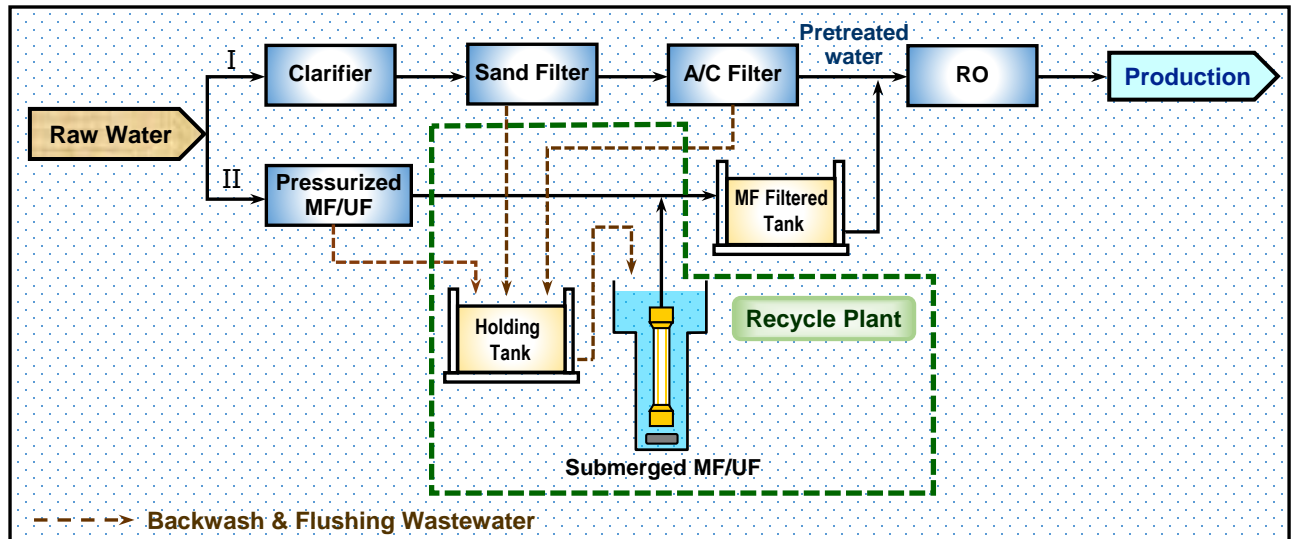 Raw Water
I
Clarifier
Sand Filter
A/C Filter
Pretreated
water
RO
Production
II
Pressurized
MF/UF
MF Filtered
Tank
Holding
Tank
Recycle Plant
Submerged MF/UF
Backwash & Flushing Wastewater